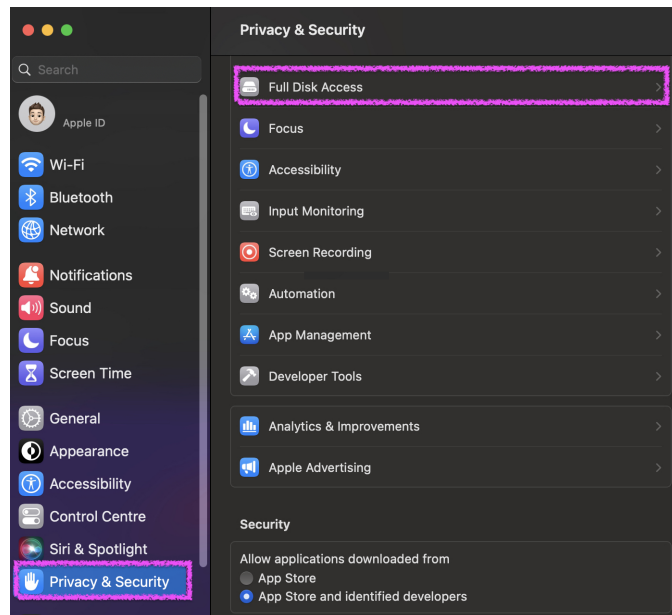 Privacy & Security
Search
Apple ID
Wi-Fi
Bluetooth
Network
Notifications
Sound
Focus
Screen Time
General
Appearance
Accessibility
Control Centre
Siri & Spotlight
Privacy & Security
Full Disk Access
Focus
Accessibility
Input Monitoring
Screen Recording
Automation
App Management
Developer Tools
Analytics & Improvements
Apple Advertising
Security
Allow applications downloaded from
App Store
App Store and identified developers